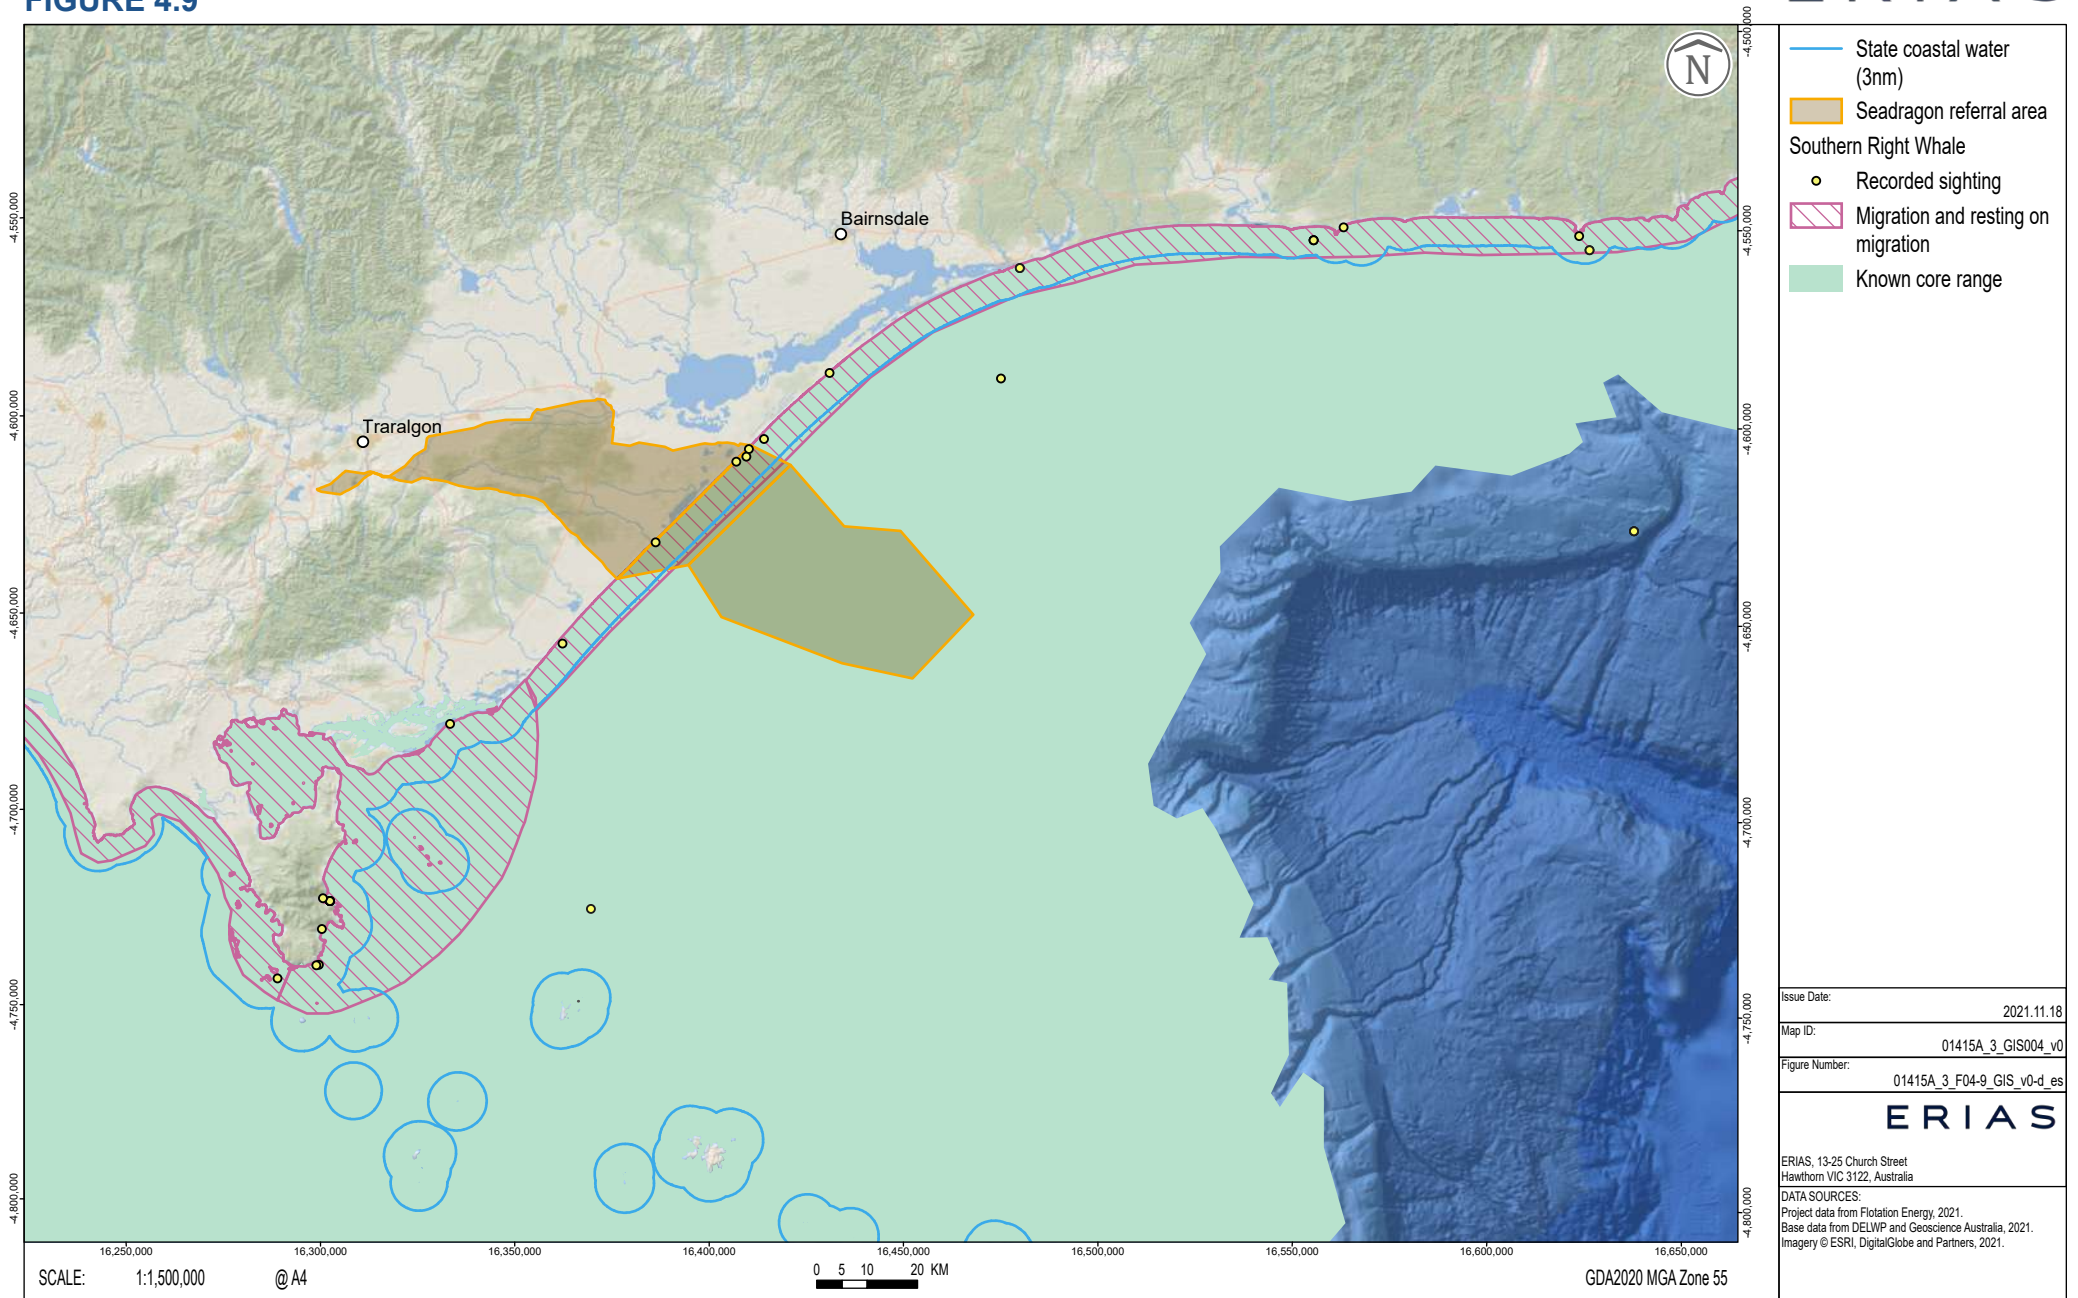 FIGURE 4.9
ERIAS
State coastal water
(3nm)
Seadragon referral area
Southern Right Whale
Recorded sighting
Migration and resting on
migration
Known core range
N
Bairnsdale
Traralgon
-4,550,000
-4,600,000
-4,650,000
-4,700,000
-4,750,000
-4,800,000
-4,500,000
-4,550,000
-4,600,000
-4,650,000
-4,700,000
-4,750,000
-4,800,000
16,250,000
16,300,000
16,350,000
16,400,000
16,450,000
16,500,000
16,550,000
16,600,000
16,650,000
SCALE: 1:1,500,000 @ A4
0 5 10 20 KM
GDA2020 MGA Zone 55
Issue Date:
2021.11.18
Map ID:
01415A_3_GIS004_v0
Figure Number:
01415A_3_F04-9_GIS_v0-d_es
ERIAS
ERIAS, 13-25 Church Street
Hawthorn VIC 3122, Australia
DATA SOURCES:
Project data from Flotation Energy, 2021.
Base data from DELWP and Geoscience Australia, 2021.
Imagery © ESRI, DigitalGlobe and Partners, 2021.